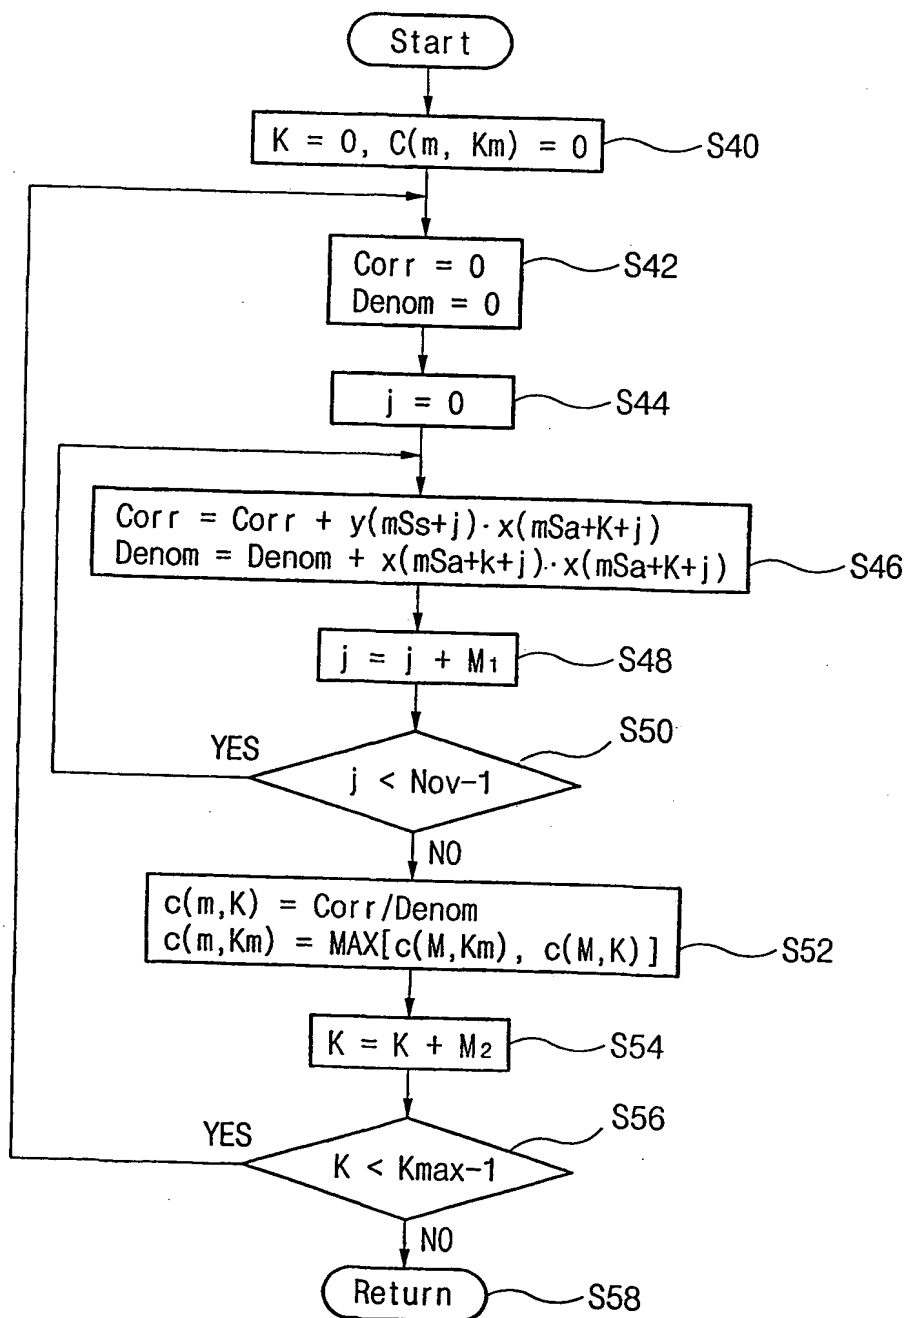 Start
K = 0, C(m, Km) = 0
S40
Corr = 0
Denom = 0
S42
j = 0
S44
Corr = Corr + y(mSs+j)·x(mSa+K+j)
Denom = Denom + x(mSa+k+j)·x(mSa+K+j)
S46
j = j + M₁
S48
S50
YES
j < Nov-1
NO
c(m,K) = Corr/Denom
c(m,Km) = MAX[c(M,Km), c(M,K)]
S52
K = K + M₂
S54
S56
YES
K < Kmax-1
NO
Return
S58